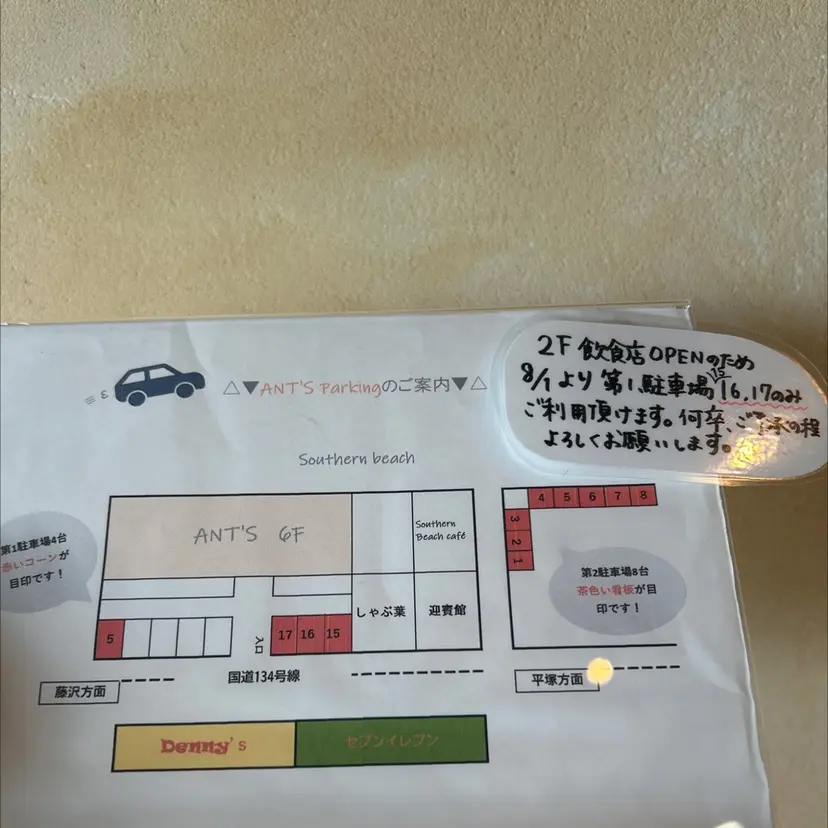 △▼ANT'S Parkingのご案内▼△
2F 飲食店OPENのため
8/1より 第1駐車場 15 16,17のみ
ご利用頂けます。何卒、ご了承の程
よろしくお願いします。
Southern beach
ANT'S 6F
Southern
Beach café
しゃぶ葉
迎賓館
第1駐車場4台
赤いコーンが
目印です！
5
入口
17 16 15
4 5 6 7 8
3
2
1
第2駐車場8台
茶色い看板が目
印です！
国道134号線
藤沢方面
平塚方面
Denny's
セブンイレブン